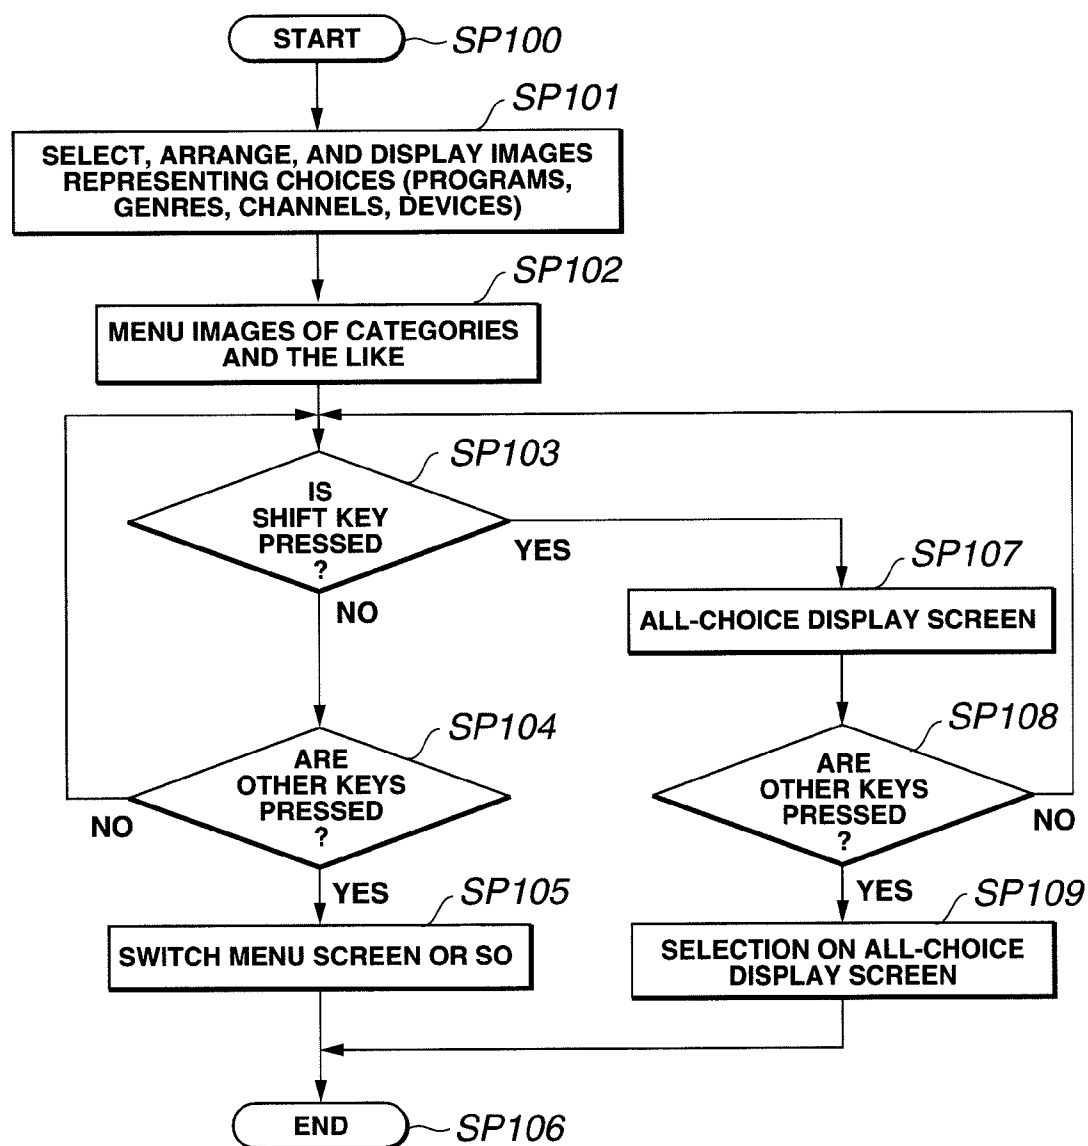 START
SP100
SP101
SELECT, ARRANGE, AND DISPLAY IMAGES
REPRESENTING CHOICES (PROGRAMS,
GENRES, CHANNELS, DEVICES)
SP102
MENU IMAGES OF CATEGORIES
AND THE LIKE
SP103
IS
SHIFT KEY
PRESSED
?
YES
NO
SP107
ALL-CHOICE DISPLAY SCREEN
SP104
ARE
OTHER KEYS
PRESSED
?
NO
YES
SP108
ARE
OTHER KEYS
PRESSED
?
NO
YES
SP105
SWITCH MENU SCREEN OR SO
SP109
SELECTION ON ALL-CHOICE
DISPLAY SCREEN
END
SP106